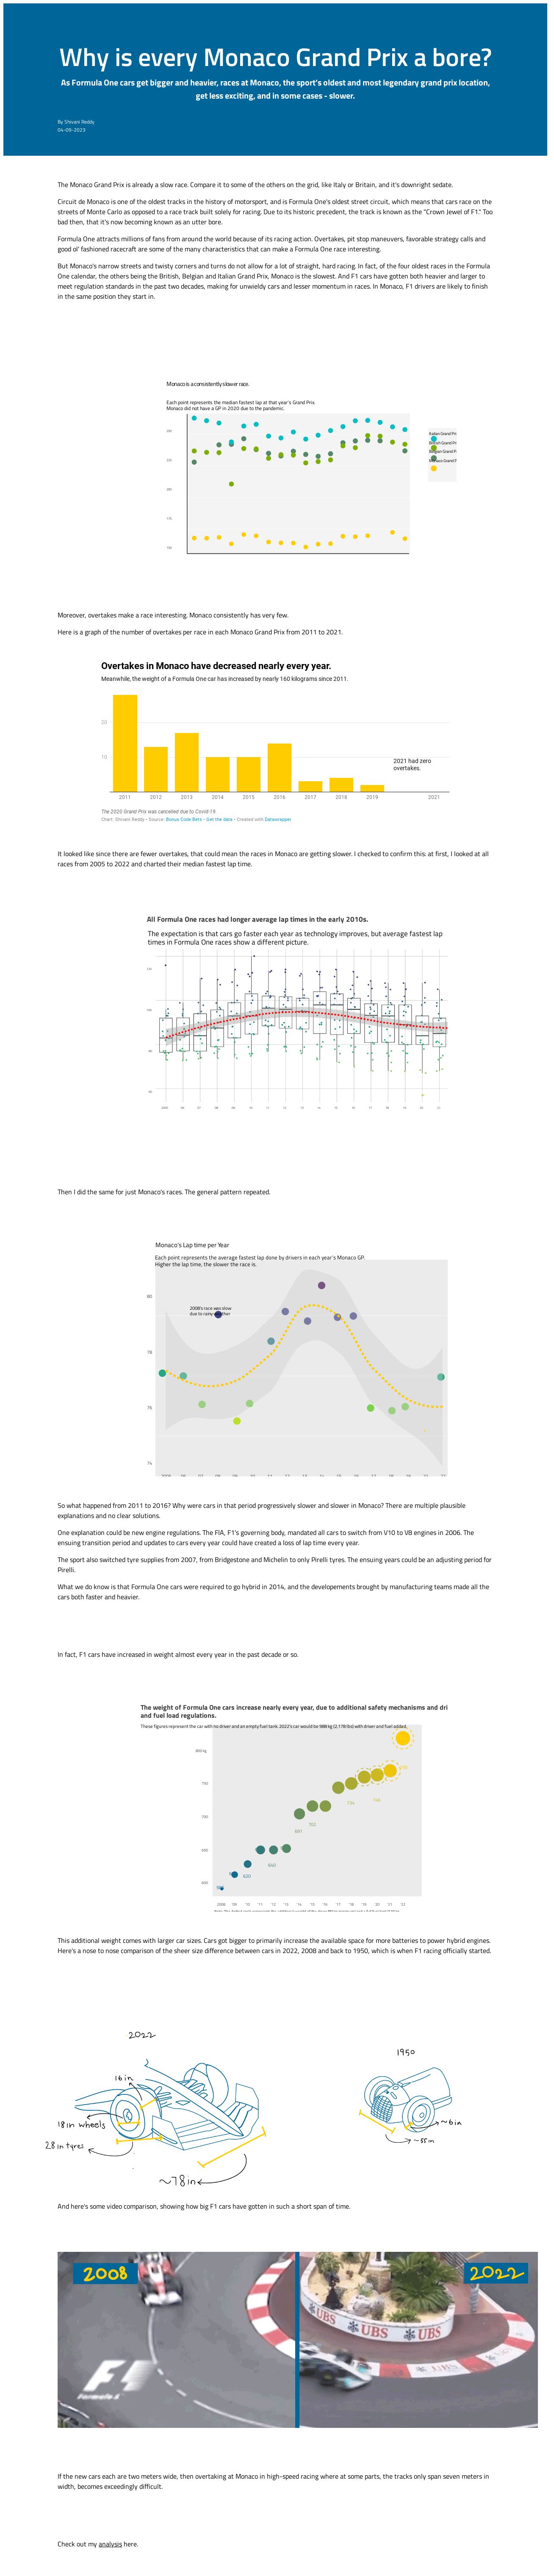 Why is every Monaco Grand Prix a bore?
As Formula One cars get bigger and heavier, races at Monaco, the sport's oldest and most legendary grand prix location,
get less exciting, and in some cases - slower.
By Shivani Reddy
04-09-2023
The Monaco Grand Prix is already a slow race. Compare it to some of the others on the grid, like Italy or Britain, and it's downright sedate.
Circuit de Monaco is one of the oldest tracks in the history of motorsport, and is Formula One's oldest street circuit, which means that cars race on the
streets of Monte Carlo as opposed to a race track built solely for racing. Due to its historic precedent, the track is known as the "Crown Jewel of F1." Too
bad then, that it's now becoming known as an utter bore.
Formula One attracts millions of fans from around the world because of its racing action. Overtakes, pit stop maneuvers, favorable strategy calls and
good ol' fashioned racecraft are some of the many characteristics that can make a Formula One race interesting.
But Monaco's narrow streets and twisty corners and turns do not allow for a lot of straight, hard racing. In fact, of the four oldest races in the Formula
One calendar, the others being the British, Belgian and Italian Grand Prix, Monaco is the slowest. And F1 cars have gotten both heavier and larger to
meet regulation standards in the past two decades, making for unwieldy cars and lesser momentum in races. In Monaco, F1 drivers are likely to finish
in the same position they start in.
Monaco is a consistently slower race.
Each point represents the median fastest lap at that year's Grand Prix.
Monaco did not have a GP in 2020 due to the pandemic.
Italian Grand Pri
British Grand Pri
Belgian Grand P
Monaco Grand P
Moreover, overtakes make a race interesting. Monaco consistently has very few.
Here is a graph of the number of overtakes per race in each Monaco Grand Prix from 2011 to 2021.
Overtakes in Monaco have decreased nearly every year.
Meanwhile, the weight of a Formula One car has increased by nearly 160 kilograms since 2011.
20
10
2021 had zero
overtakes.
2011 2012 2013 2014 2015 2016 2017 2018 2019 2021
The 2020 Grand Prix was cancelled due to Covid-19.
Chart: Shivani Reddy • Source: Bonus Code Bets • Get the data • Created with Datawrapper
It looked like since there are fewer overtakes, that could mean the races in Monaco are getting slower. I checked to confirm this: at first, I looked at all
races from 2005 to 2022 and charted their median fastest lap time.
All Formula One races had longer average lap times in the early 2010s.
The expectation is that cars go faster each year as technology improves, but average fastest lap
times in Formula One races show a different picture.
Then I did the same for just Monaco's races. The general pattern repeated.
Monaco's Lap time per Year
Each point represents the average fastest lap done by drivers in each year's Monaco GP.
Higher the lap time, the slower the race is.
80
2008's race was slow
due to rainy weather
78
76
74
So what happened from 2011 to 2016? Why were cars in that period progressively slower and slower in Monaco? There are multiple plausible
explanations and no clear solutions.
One explanation could be new engine regulations. The FIA, F1's governing body, mandated all cars to switch from V10 to V8 engines in 2006. The
ensuing transition period and updates to cars every year could have created a loss of lap time every year.
The sport also switched tyre supplies from 2007, from Bridgestone and Michelin to only Pirelli tyres. The ensuing years could be an adjusting period for
Pirelli.
What we do know is that Formula One cars were required to go hybrid in 2014, and the developements brought by manufacturing teams made all the
cars both faster and heavier.
In fact, F1 cars have increased in weight almost every year in the past decade or so.
The weight of Formula One cars increase nearly every year, due to additional safety mechanisms and dri
and fuel load regulations.
These figures represent the car with no driver and an empty fuel tank. 2022's car would be 988 kg (2,178 lbs) with driver and fuel added.
800 kg
750
700
650
600
620
640
691
702
734
746
2008 '09 '10 '11 '12 '13 '14 '15 '16 '17 '18 '19 '20 '21 '22
This additional weight comes with larger car sizes. Cars got bigger to primarily increase the available space for more batteries to power hybrid engines.
Here's a nose to nose comparison of the sheer size difference between cars in 2022, 2008 and back to 1950, which is when F1 racing officially started.
2022
16 in
18 in wheels
28 in tyres
~78 in
1950
~6 in
~55 in
And here's some video comparison, showing how big F1 cars have gotten in such a short span of time.
2008
2022
UBS UBS UBS
F1
Formula 1
If the new cars each are two meters wide, then overtaking at Monaco in high-speed racing where at some parts, the tracks only span seven meters in
width, becomes exceedingly difficult.
Check out my analysis here.